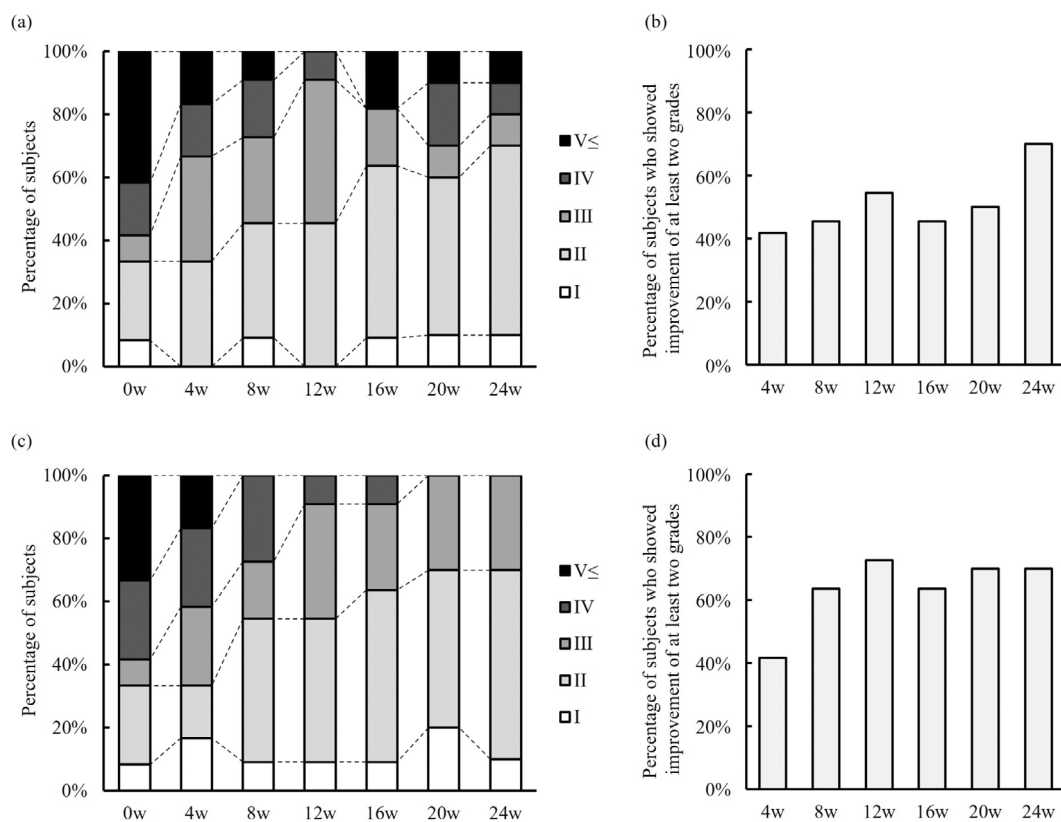 (a)
Percentage of subjects
100%
80%
60%
40%
20%
0%
0w 4w 8w 12w 16w 20w 24w
V≤
IV
III
II
I
(b)
Percentage of subjects who showed
improvement of at least two grades
100%
80%
60%
40%
20%
0%
4w 8w 12w 16w 20w 24w
(c)
Percentage of subjects
100%
80%
60%
40%
20%
0%
0w 4w 8w 12w 16w 20w 24w
V≤
IV
III
II
I
(d)
Percentage of subjects who showed
improvement of at least two grades
100%
80%
60%
40%
20%
0%
4w 8w 12w 16w 20w 24w